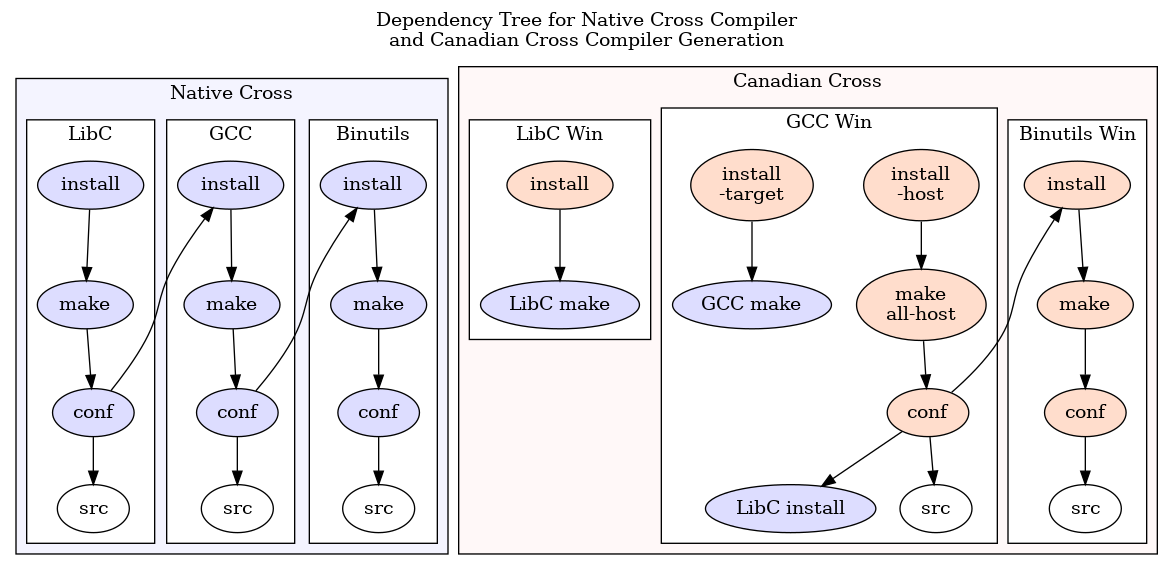 Dependency Tree for Native Cross Compiler
and Canadian Cross Compiler Generation
Native Cross
LibC
install
make
conf
src
GCC
install
make
conf
src
Binutils
install
make
conf
src
Canadian Cross
LibC Win
install
LibC make
GCC Win
install
-target
GCC make
install
-host
make
all-host
conf
LibC install
src
Binutils Win
install
make
conf
src